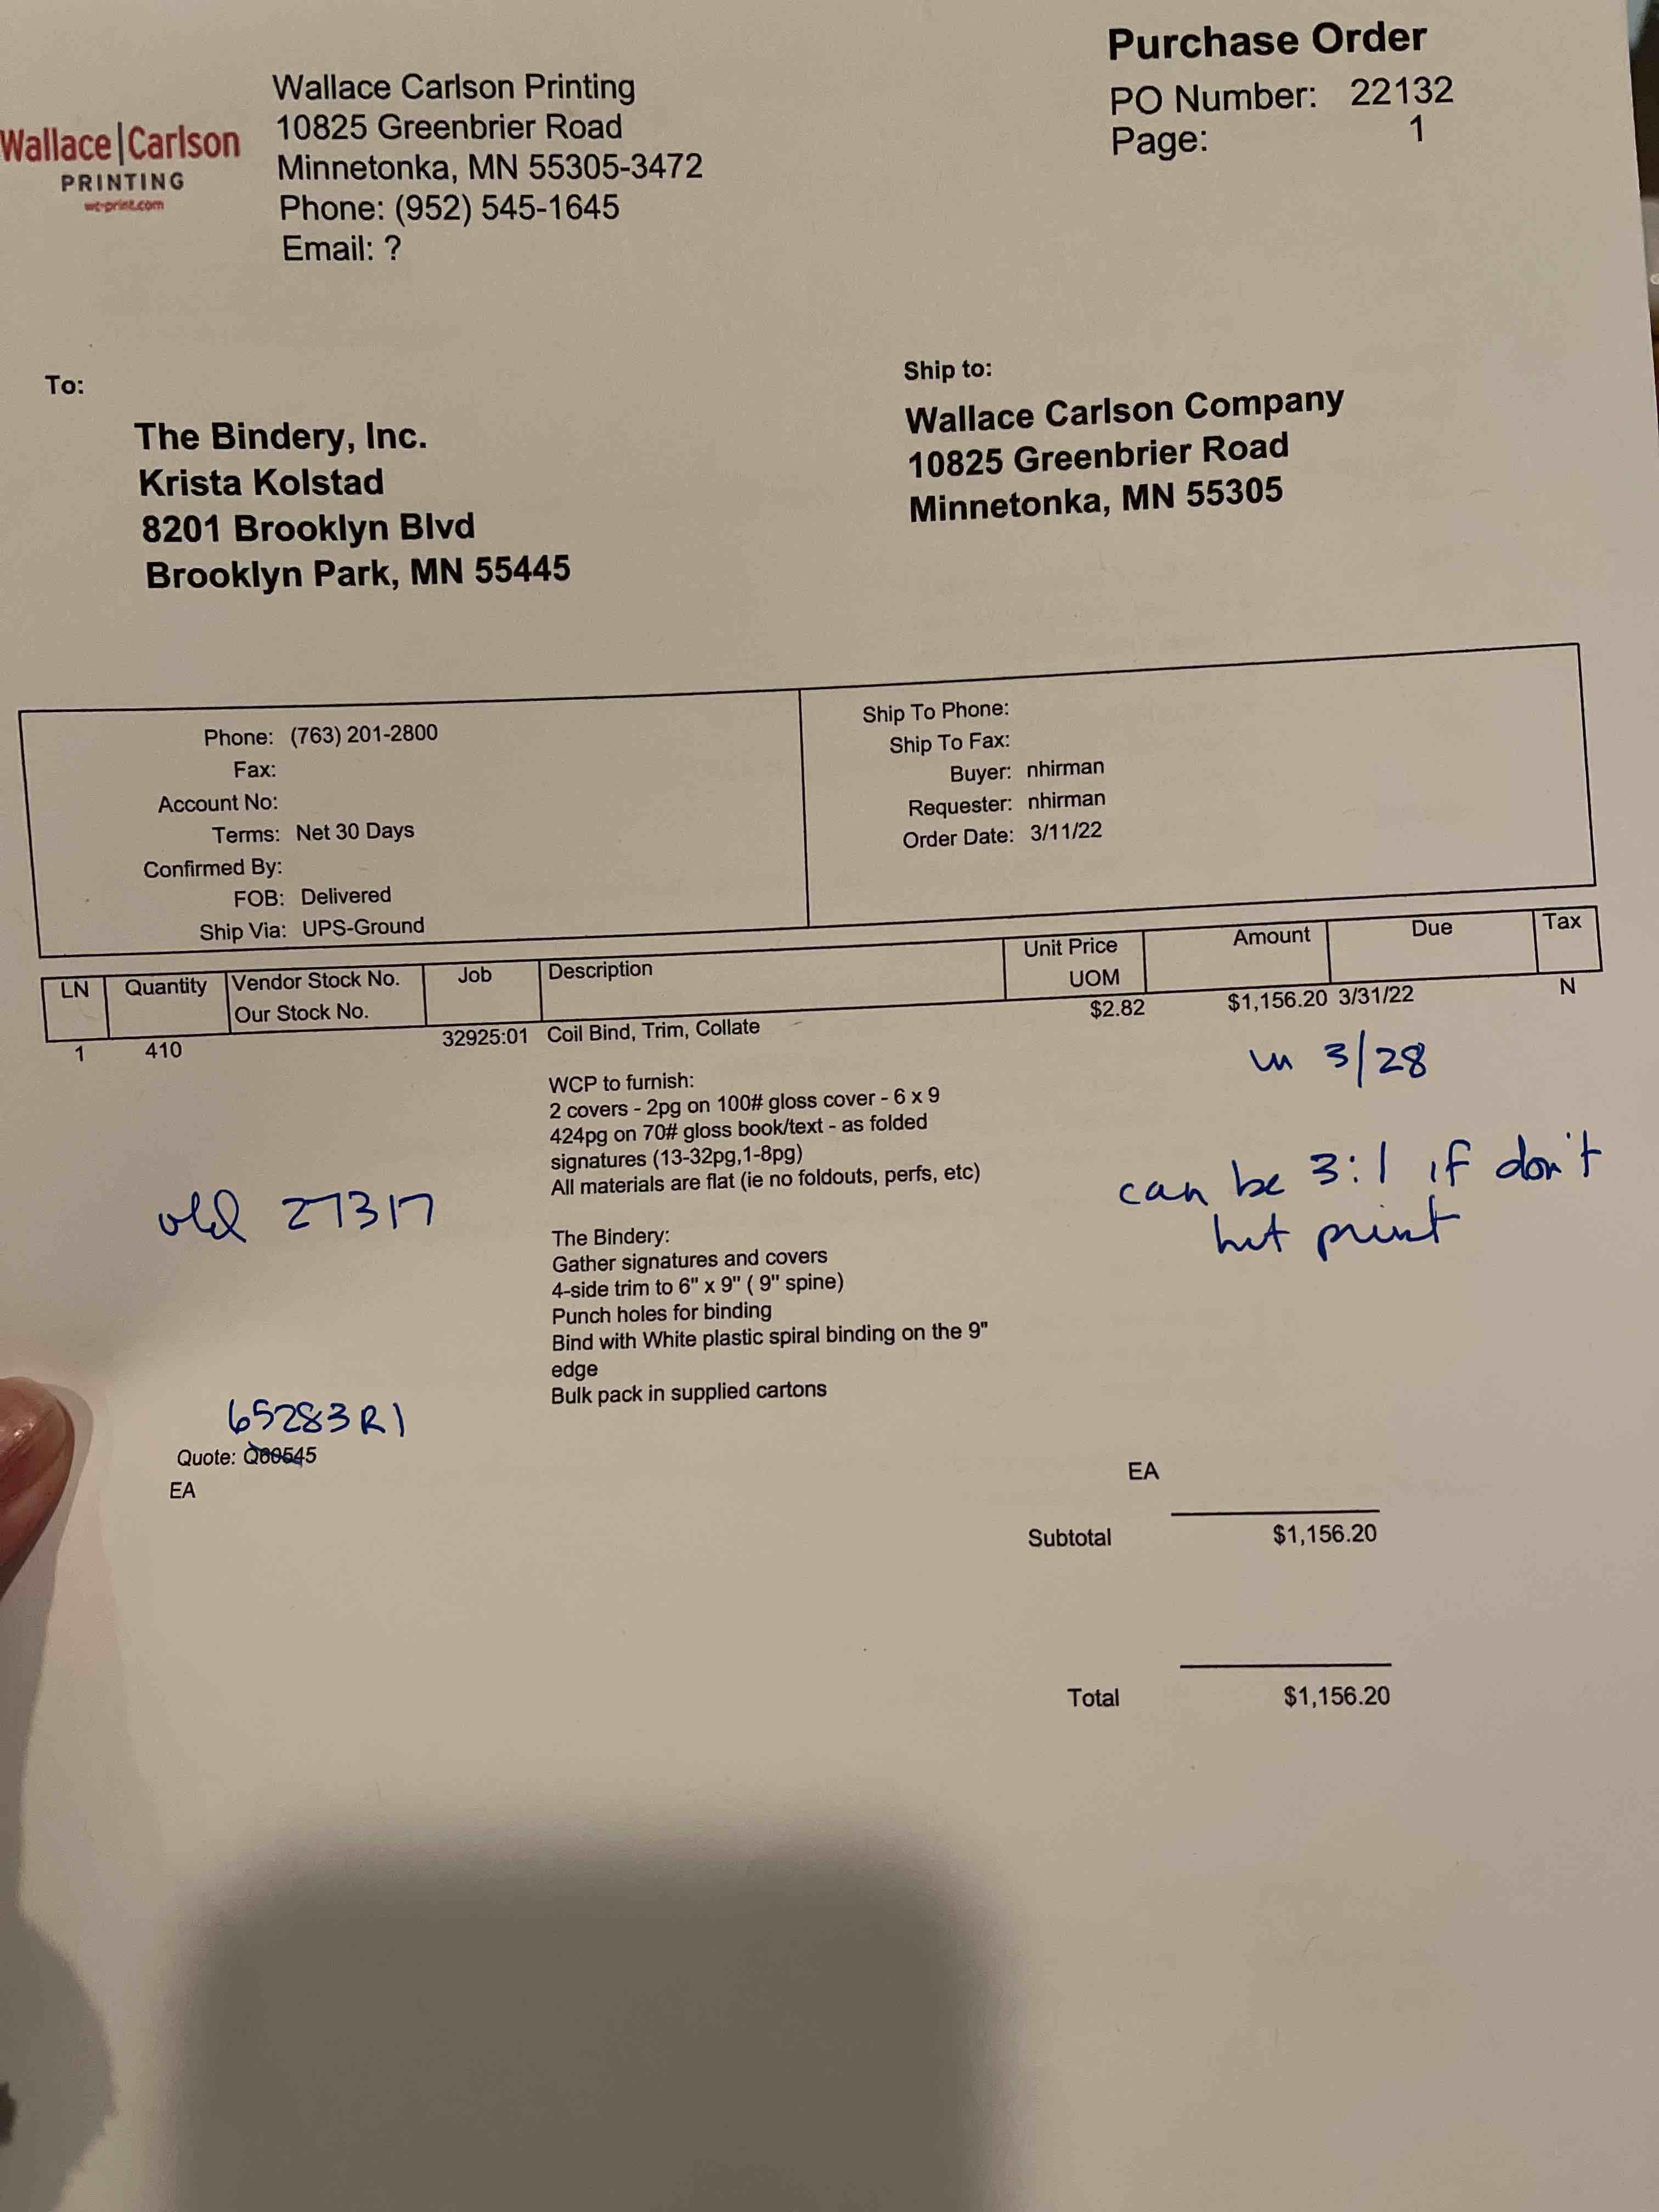 Purchase Order
PO Number: 22132
Page: 1
Wallace|Carlson
PRINTING
wc-print.com
Wallace Carlson Printing
10825 Greenbrier Road
Minnetonka, MN 55305-3472
Phone: (952) 545-1645
Email: ?
To:
The Bindery, Inc.
Krista Kolstad
8201 Brooklyn Blvd
Brooklyn Park, MN 55445
Ship to:
Wallace Carlson Company
10825 Greenbrier Road
Minnetonka, MN 55305
Phone: (763) 201-2800
Fax:
Account No:
Terms: Net 30 Days
Confirmed By:
FOB: Delivered
Ship Via: UPS-Ground
Ship To Phone:
Ship To Fax:
Buyer: nhirman
Requester: nhirman
Order Date: 3/11/22
LN Quantity Vendor Stock No. Job Description Unit Price Amount Due Tax
Our Stock No. UOM
1 410 32925:01 Coil Bind, Trim, Collate $2.82 $1,156.20 3/31/22 N
in 3/28
WCP to furnish:
2 covers - 2pg on 100# gloss cover - 6 x 9
424pg on 70# gloss book/text - as folded
signatures (13-32pg,1-8pg)
All materials are flat (ie no foldouts, perfs, etc)
can be 3:1 if don't
hit print
old 27317
The Bindery:
Gather signatures and covers
4-side trim to 6" x 9" ( 9" spine)
Punch holes for binding
Bind with White plastic spiral binding on the 9"
edge
Bulk pack in supplied cartons
65283R1
Quote: Q60545
EA
EA
Subtotal $1,156.20
Total $1,156.20